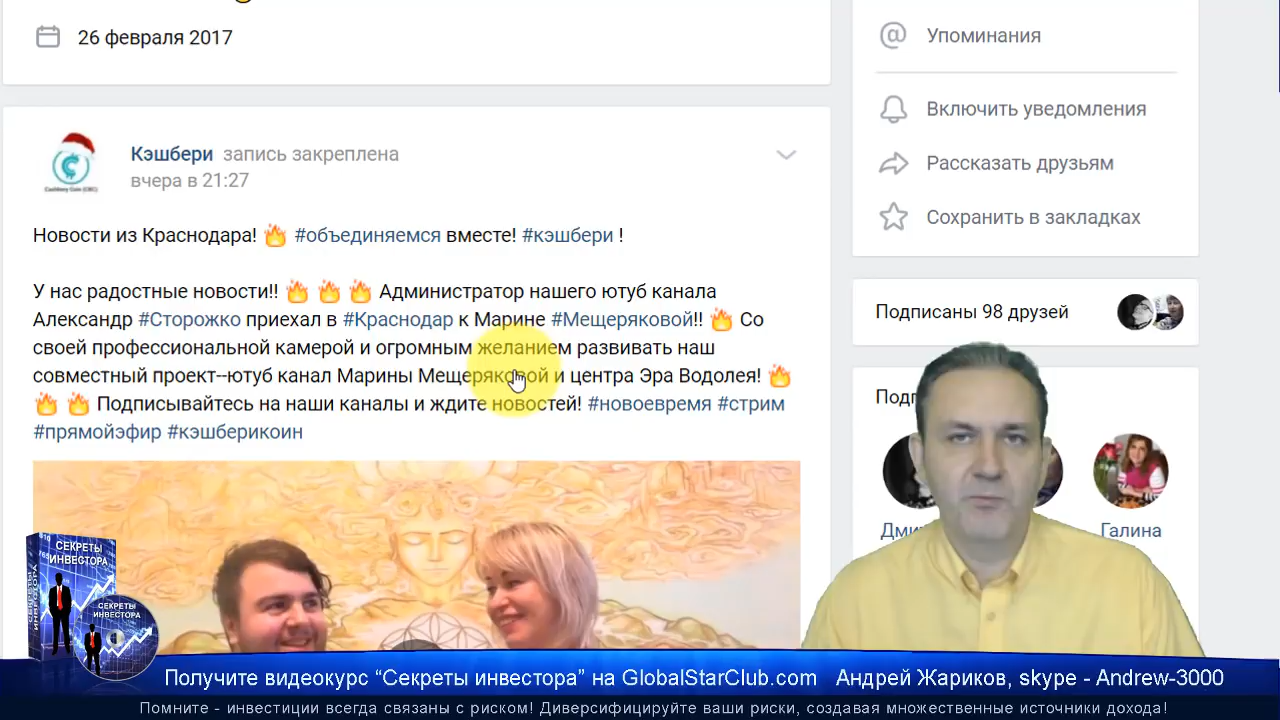 26 февраля 2017
Кэшбери запись закреплена
вчера в 21:27
Новости из Краснодара! 🔥 #объединяемся вместе! #кэшбери !
У нас радостные новости!! 🔥 🔥 🔥 Администратор нашего ютуб канала
Александр #Сторожко приехал в #Краснодар к Марине #Мещеряковой!! 🔥 Со
своей профессиональной камерой и огромным желанием развивать наш
совместный проект--ютуб канал Марины Мещеряковой и центра Эра Водолея! 🔥
🔥 🔥 Подписывайтесь на наши каналы и ждите новостей! #новоевремя #стрим
#прямойэфир #кэшберикоин
Упоминания
Включить уведомления
Рассказать друзьям
Сохранить в закладках
Подписаны 98 друзей
Галина
СЕКРЕТЫ
ИНВЕСТОРА
СЕКРЕТЫ
ИНВЕСТОРА
Получите видеокурс “Секреты инвестора” на GlobalStarClub.com Андрей Жариков, skype - Andrew-3000
Помните - инвестиции всегда связаны с риском! Диверсифицируйте ваши риски, создавая множественные источники дохода!